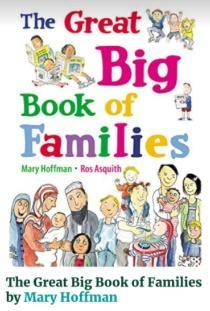 The Great
Big
Book of
Families
Mary Hoffman • Ros Asquith
The Great Big Book of Families
by Mary Hoffman